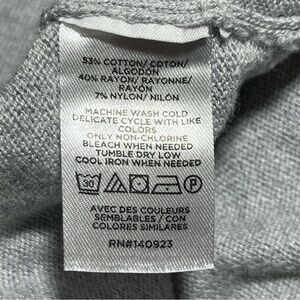 53% COTTON/ COTON/
ALGODÓN
40% RAYON/ RAYONNE/
RAYÓN
7% NYLON/ NILÓN
MACHINE WASH COLD
DELICATE CYCLE WITH LIKE
COLORS
ONLY NON-CHLORINE
BLEACH WHEN NEEDED
TUMBLE DRY LOW
COOL IRON WHEN NEEDED
30 P
AVEC DES COULEURS
SEMBLABLES / CON
COLORES SIMILARES
RN#140923